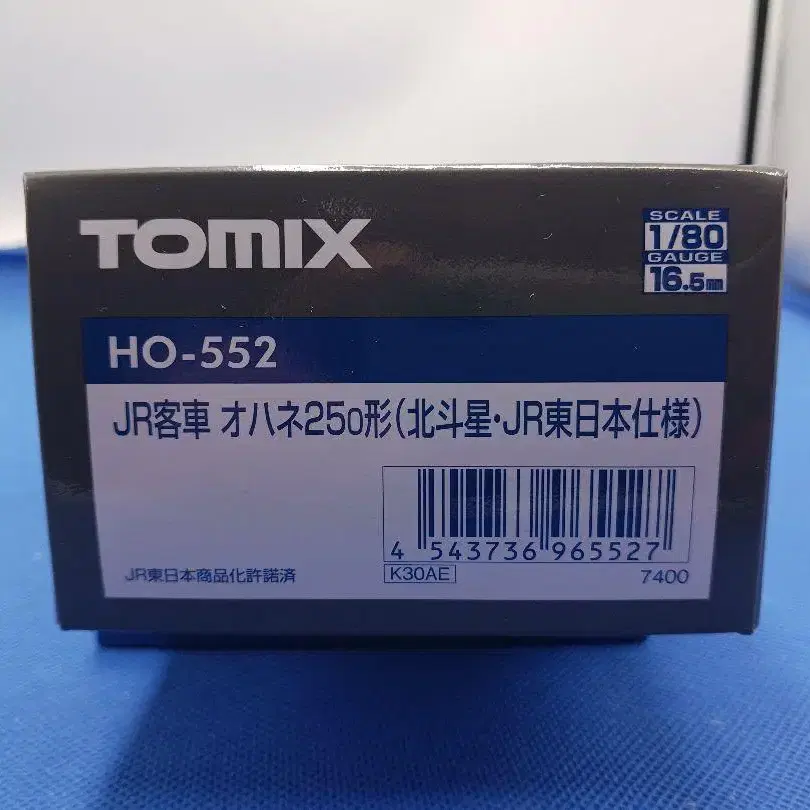 TOMIX
SCALE
1/80
GAUGE
16.5mm
HO-552
JR客車 オハネ25０形(北斗星・JR東日本仕様)
4 543736 965527
JR東日本商品化許諾済
K30AE
7400